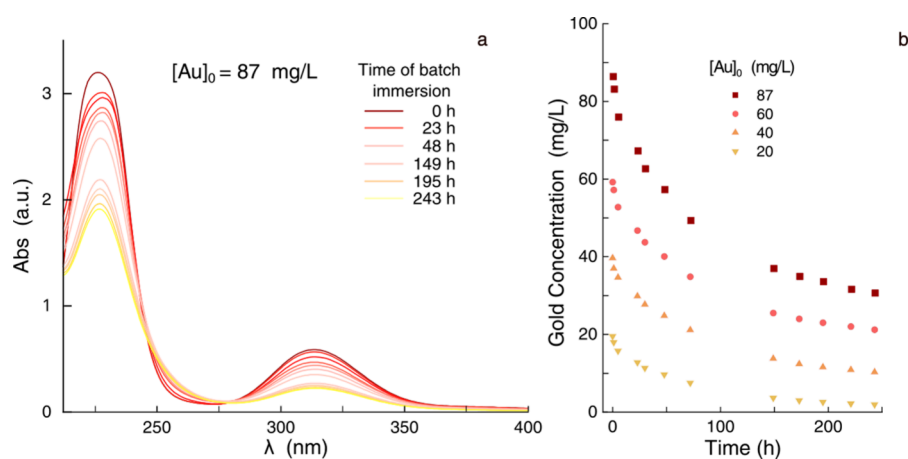 a
[Au]₀ = 87 mg/L
Time of batch
immersion
0 h
23 h
48 h
149 h
195 h
243 h
Abs (a.u.)
3
2
1
0
250
300
350
400
λ (nm)
b
[Au]₀ (mg/L)
87
60
40
20
Gold Concentration (mg/L)
100
80
60
40
20
0
0
100
200
Time (h)